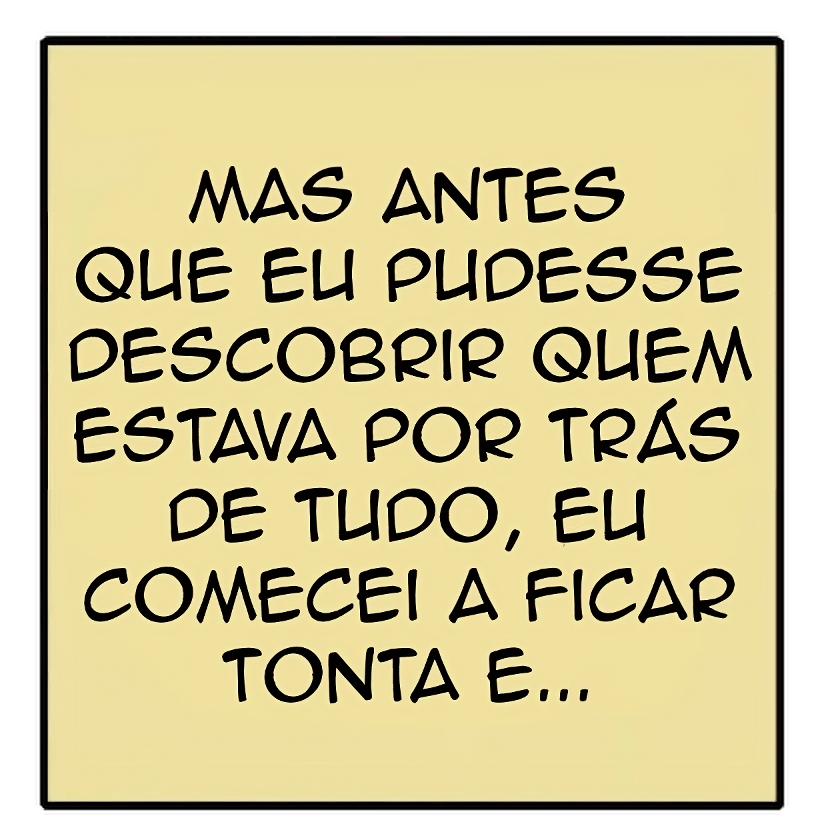 MAS ANTES
QUE EU PUDESSE
DESCOBRIR QUEM
ESTAVA POR TRÁS
DE TUDO, EU
COMECEI A FICAR
TONTA E...